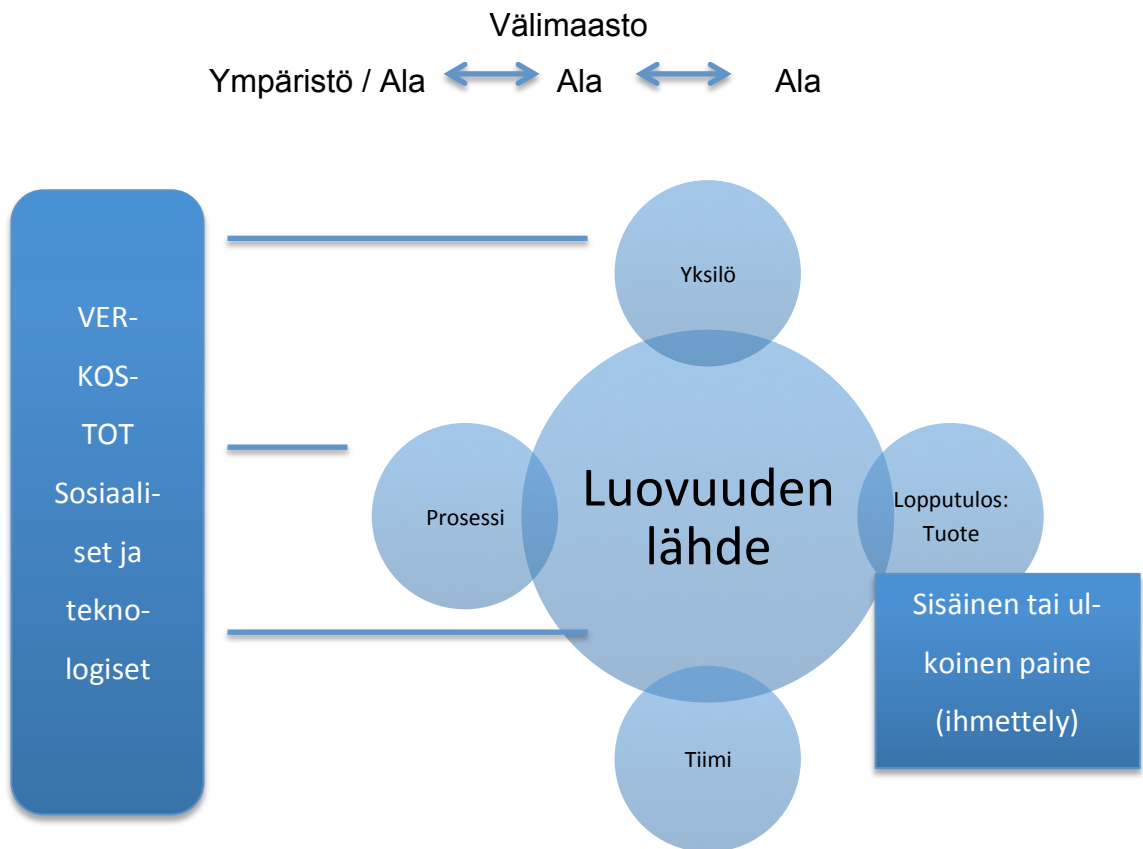 Välimaasto
Ympäristö / Ala Ala Ala
VER-
KOS-
TOT
Sosiaali-
set ja
tekno-
logiset
Yksilö
Prosessi
Luovuuden
lähde
Lopputulos:
Tuote
Sisäinen tai ul-
koinen paine
(ihmettely)
Tiimi